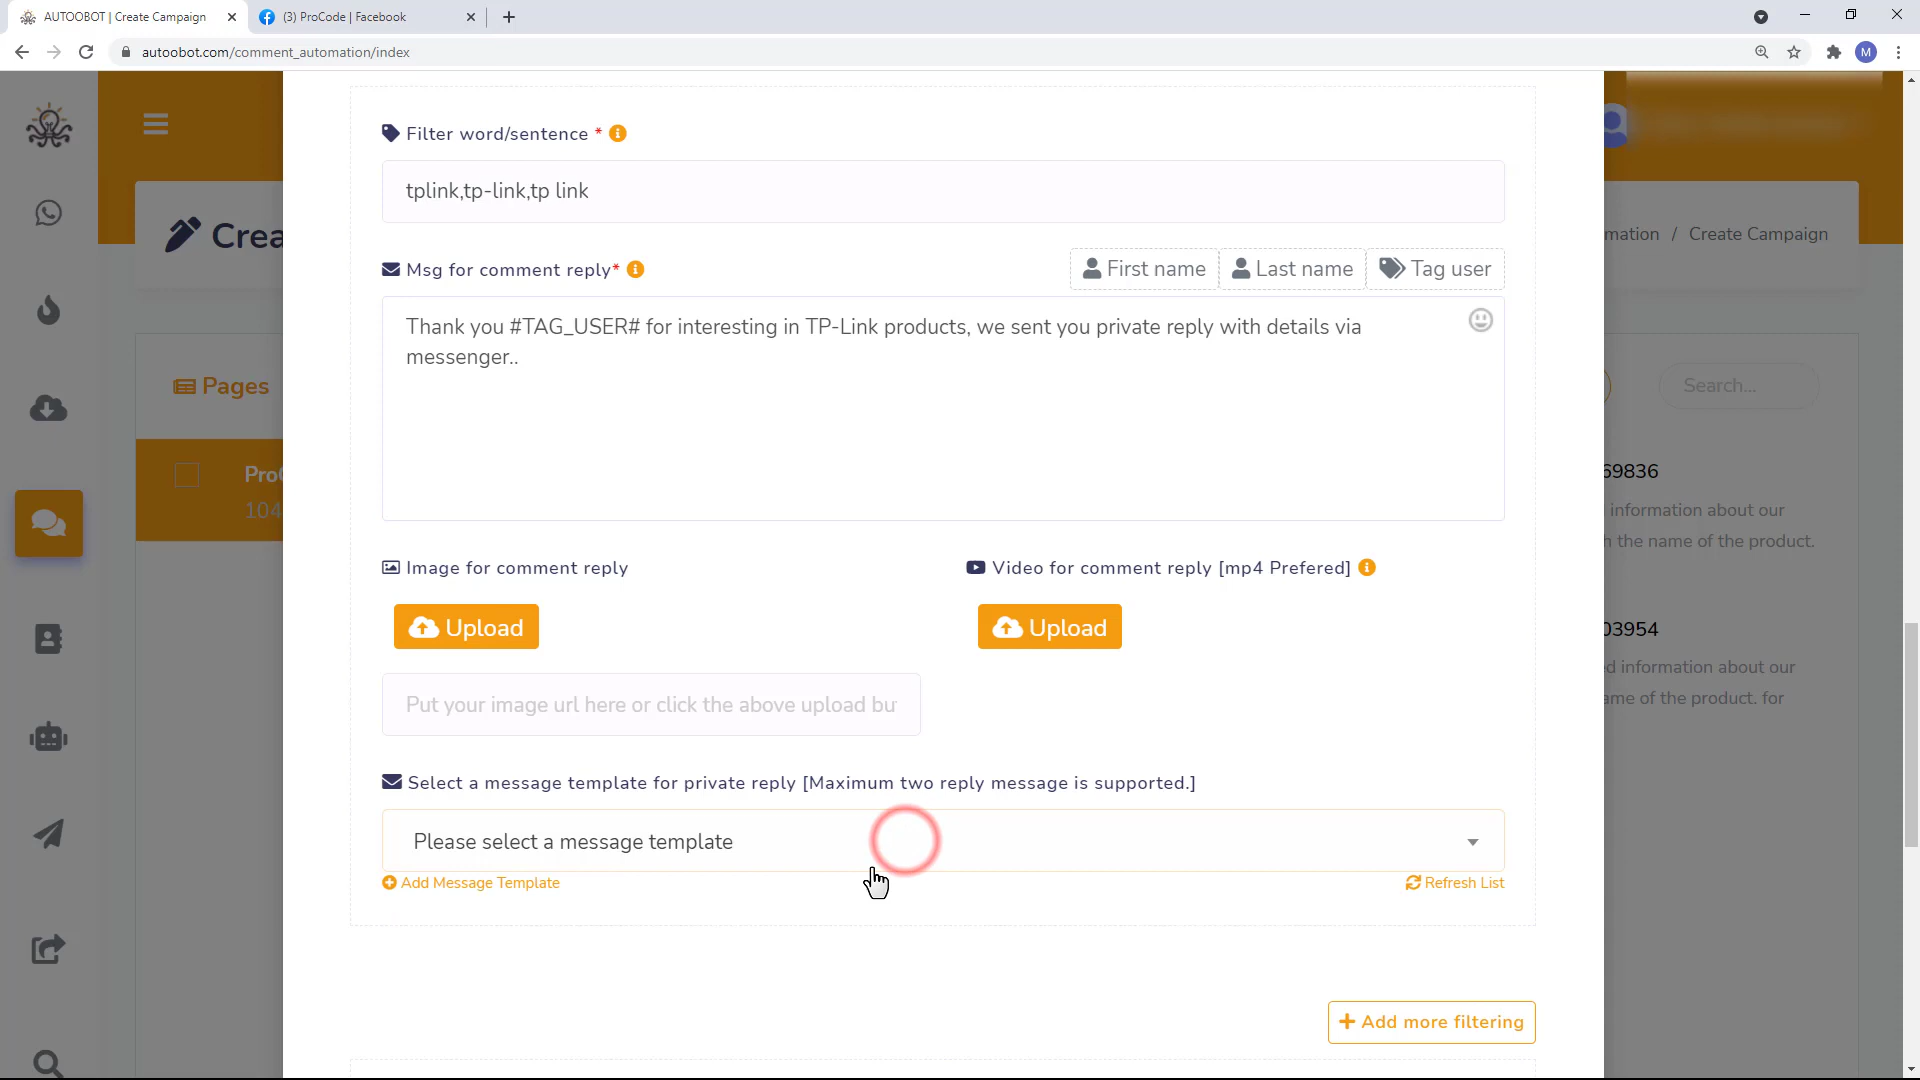 AUTOOBOT | Create Campaign
(3) ProCode | Facebook
autoobot.com/comment_automation/index
M
Filter word/sentence *
tplink,tp-link,tp link
Crea
mation / Create Campaign
Msg for comment reply*
First name
Last name
Tag user
Thank you #TAG_USER# for interesting in TP-Link products, we sent you private reply with details via
messenger..
Pages
Search...
ProC
104
69836
information about our
h the name of the product.
Image for comment reply
Video for comment reply [mp4 Prefered]
Upload
Upload
03954
ed information about our
ame of the product. for
Put your image url here or click the above upload bu
Select a message template for private reply [Maximum two reply message is supported.]
Please select a message template
Add Message Template
Refresh List
Add more filtering